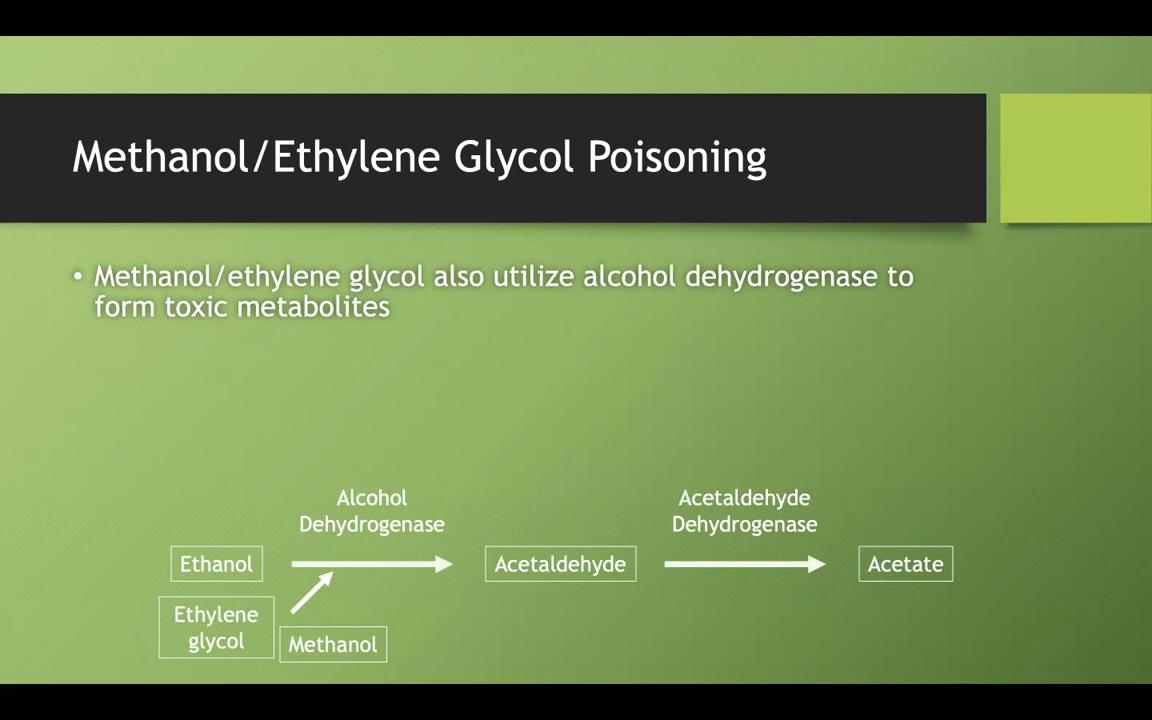 Methanol/Ethylene Glycol Poisoning
• Methanol/ethylene glycol also utilize alcohol dehydrogenase to
form toxic metabolites
Alcohol
Dehydrogenase
Acetaldehyde
Dehydrogenase
Ethanol
Acetaldehyde
Acetate
Ethylene
glycol
Methanol